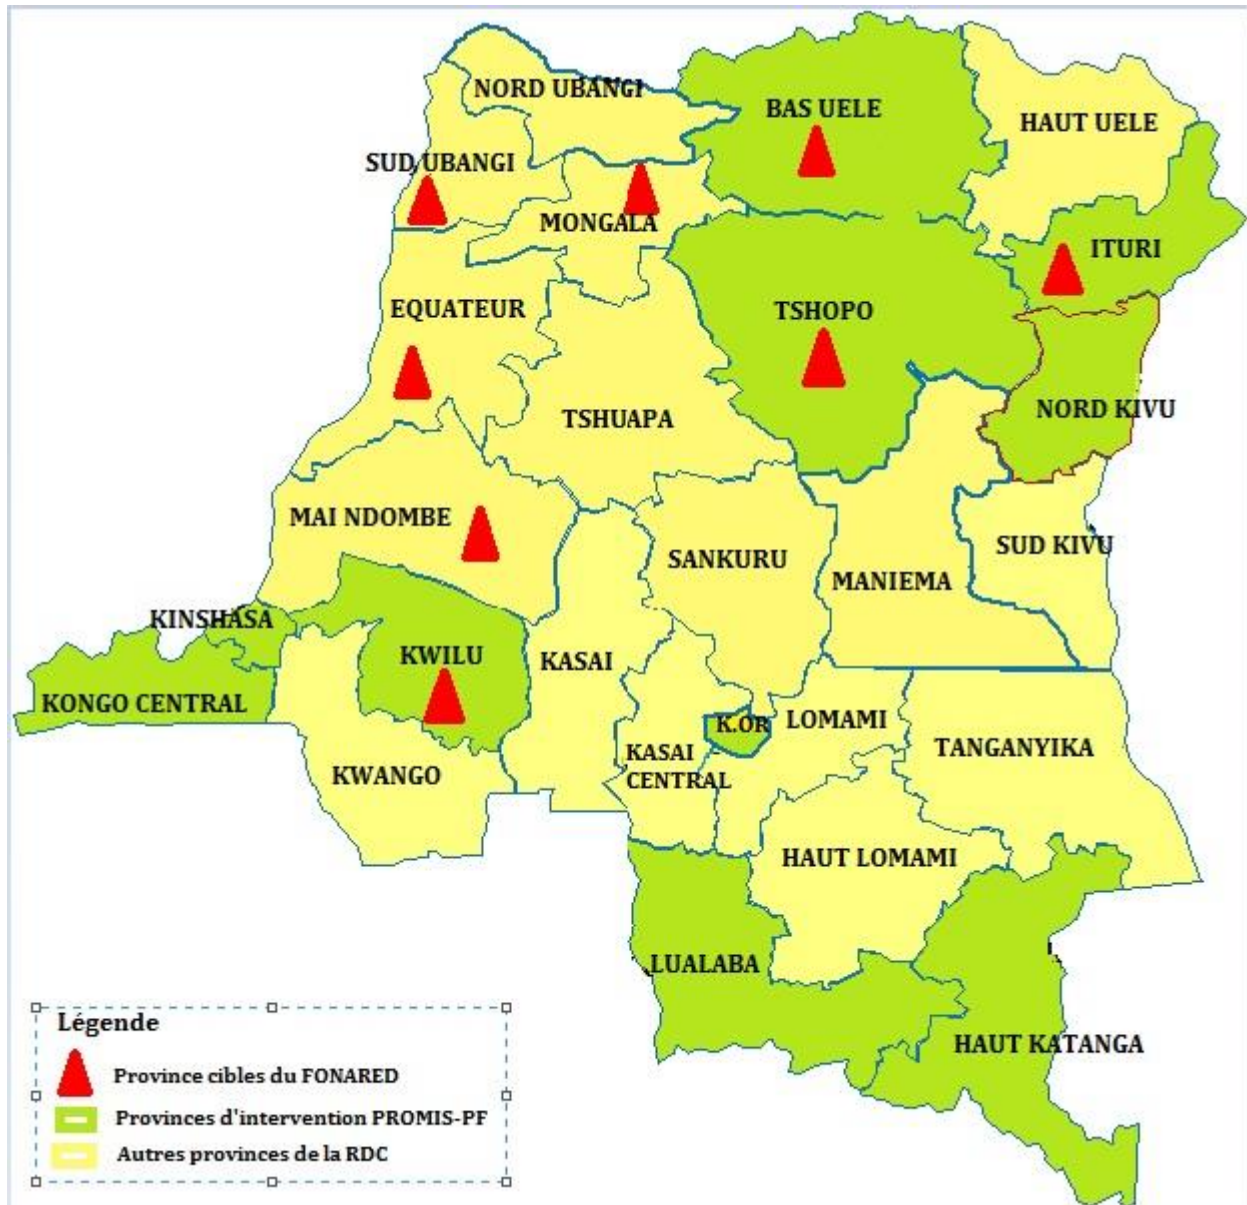 NORD UBANGI
BAS UELE
HAUT UELE
SUD UBANGI
MONGALA
ITURI
EQUATEUR
TSHOPO
NORD KIVU
TSHUAPA
MAI NDOMBE
SANKURU
SUD KIVU
MANIEMA
KINSHASA
KWILU
KASAI
KONGO CENTRAL
K.OR
LOMAMI
TANGANYIKA
KASAI
CENTRAL
KWANGO
HAUT LOMAMI
LUALABA
HAUT KATANGA
Légende
Province cibles du FONARED
Provinces d'intervention PROMIS-PF
Autres provinces de la RDC